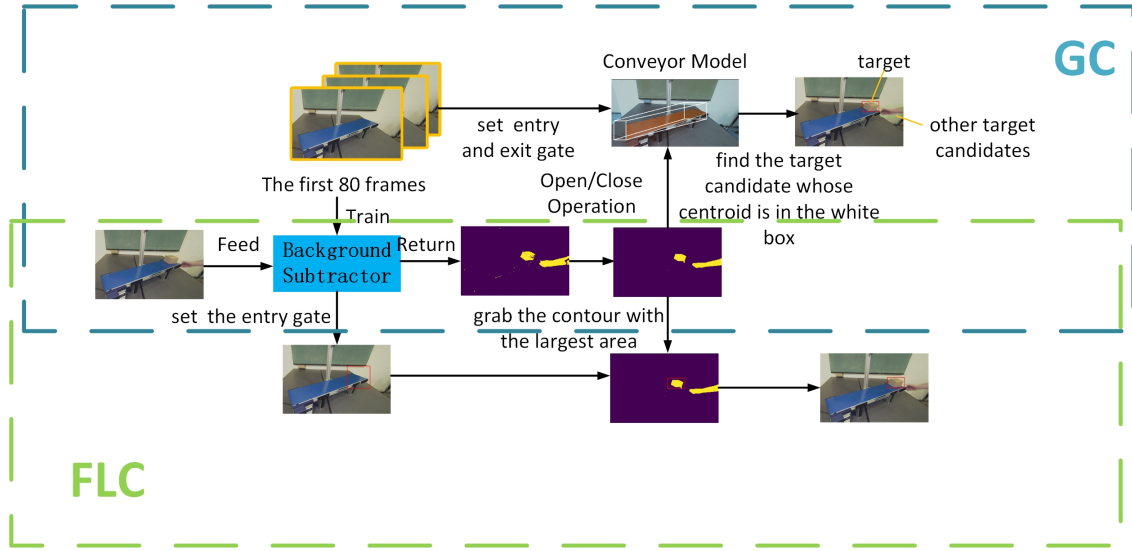 GC
Conveyor Model
target
set entry
and exit gate
other target
candidates
find the target
candidate whose
centroid is in the white
box
The first 80 frames
Open/Close
Operation
Train
Feed
Background
Subtractor
Return
set the entry gate
grab the contour with
the largest area
FLC